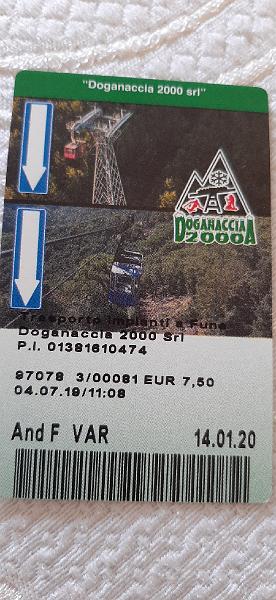 "Doganaccia 2000 srl"
DOGANACCIA
2000
Trasporto Impianti a Fune
Doganaccia 2000 Srl
P.I. 01381610474
97078 3/00081 EUR 7,50
04.07.19/11:08
And F VAR 14.01.20